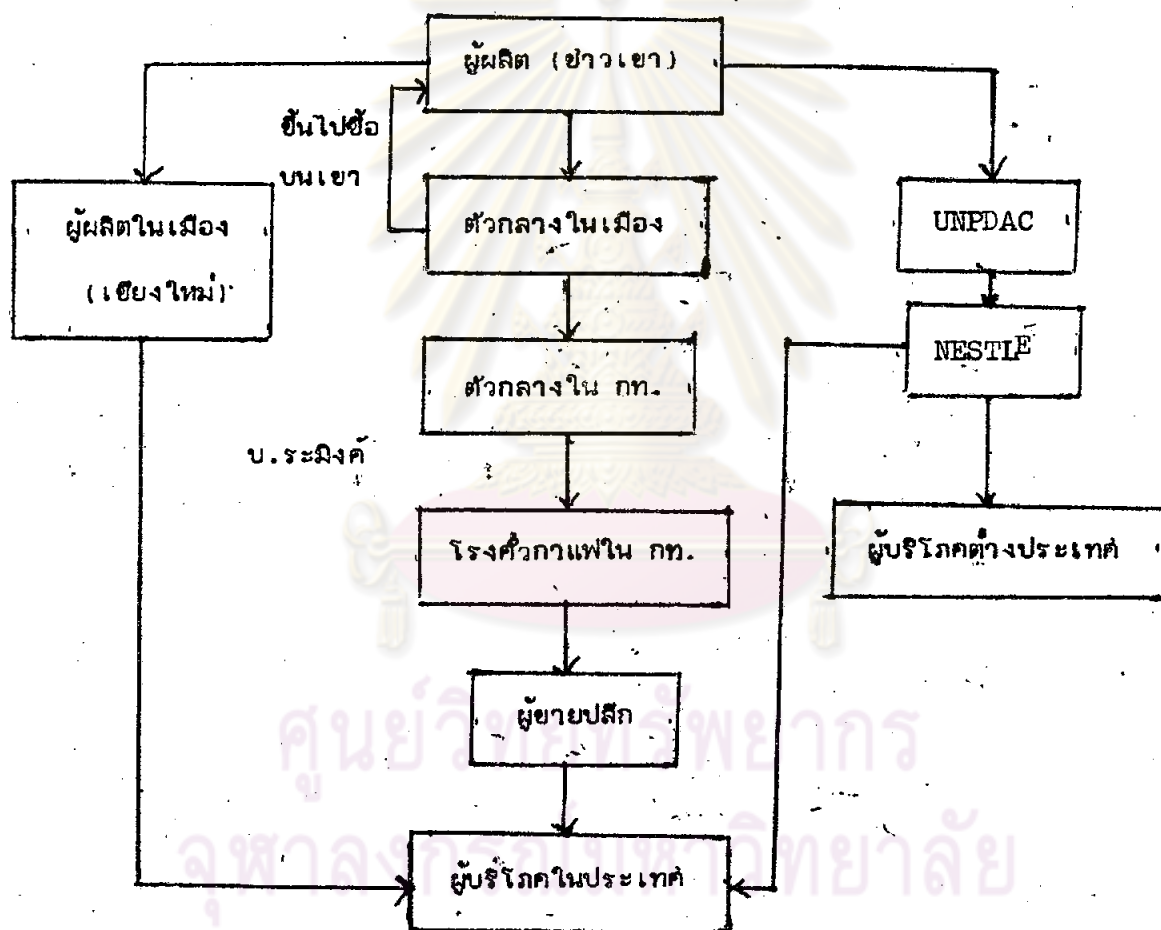 ผู้ผลิต (ชาวเขา)
ขึ้นไปซื้อ
บนเขา
ผู้ผลิตในเมือง
(เชียงใหม่)
ตัวกลางในเมือง
UNPDAC
NESTLE
ตัวกลางใน กท.
บ.ระมิงค์
โรงคั่วกาแฟใน กท.
ผู้บริโภคต่างประเทศ
ผู้ขายปลีก
ผู้บริโภคในประเทศ
ศูนย์วิทยทรัพยากร
จุฬาลงกรณ์มหาวิทยาลัย